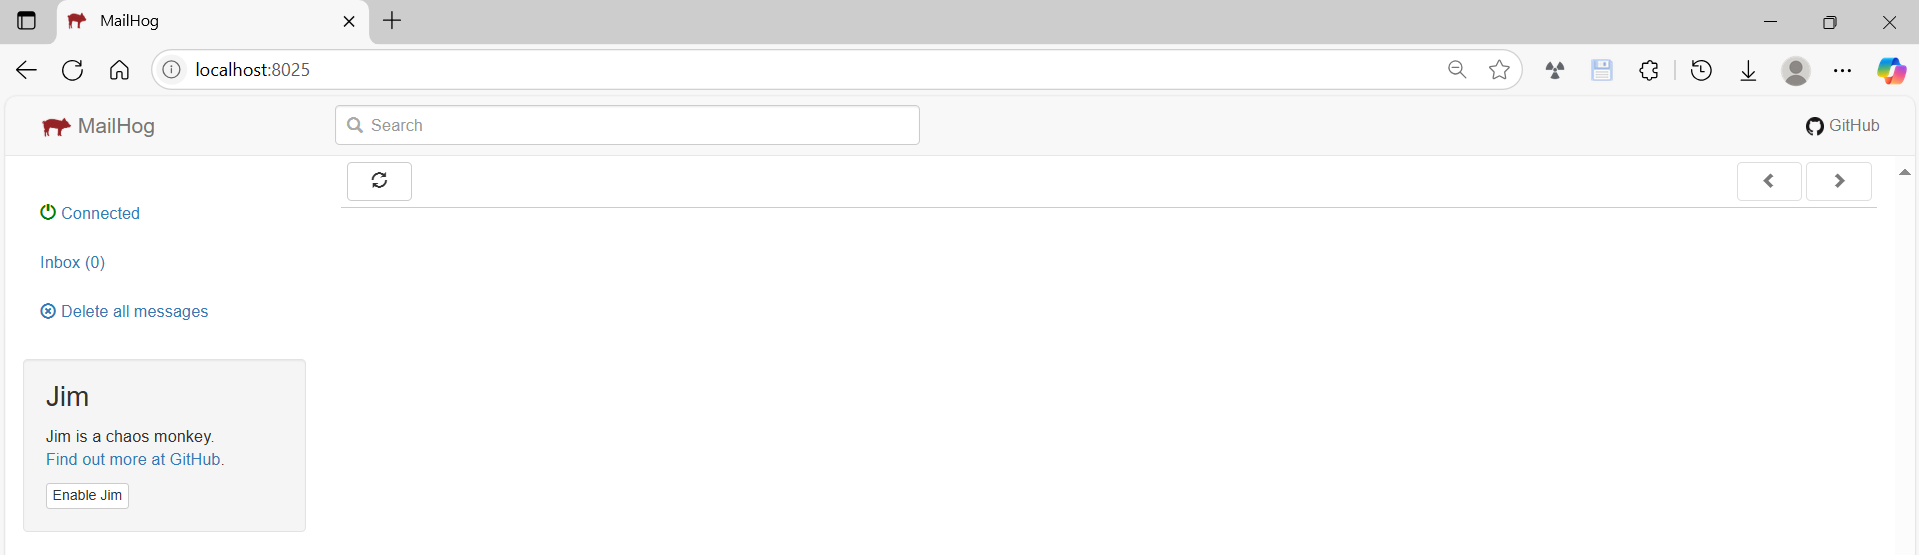 MailHog
localhost:8025
MailHog
Search
GitHub
Connected
Inbox (0)
Delete all messages
Jim
Jim is a chaos monkey.
Find out more at GitHub.
Enable Jim